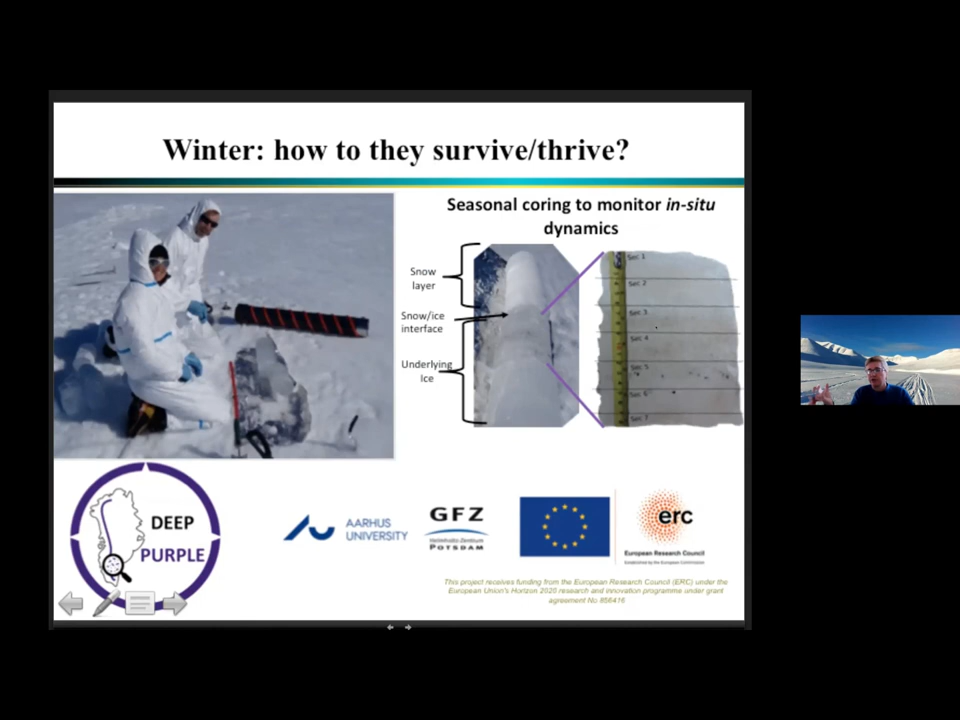 Winter: how to they survive/thrive?
Seasonal coring to monitor in-situ
dynamics
Snow
layer
Snow/ice
interface
Underlying
Ice
Sec 1
Sec 2
Sec 3
Sec 4
Sec 5
Sec 6
Sec 7
DEEP
PURPLE
AARHUS
UNIVERSITY
GFZ
Helmholtz-Zentrum
POTSDAM
erc
European Research Council
Established by the European Commission
This project receives funding from the European Research Council (ERC) under the
European Union's Horizon 2020 research and innovation programme under grant
agreement No 856416